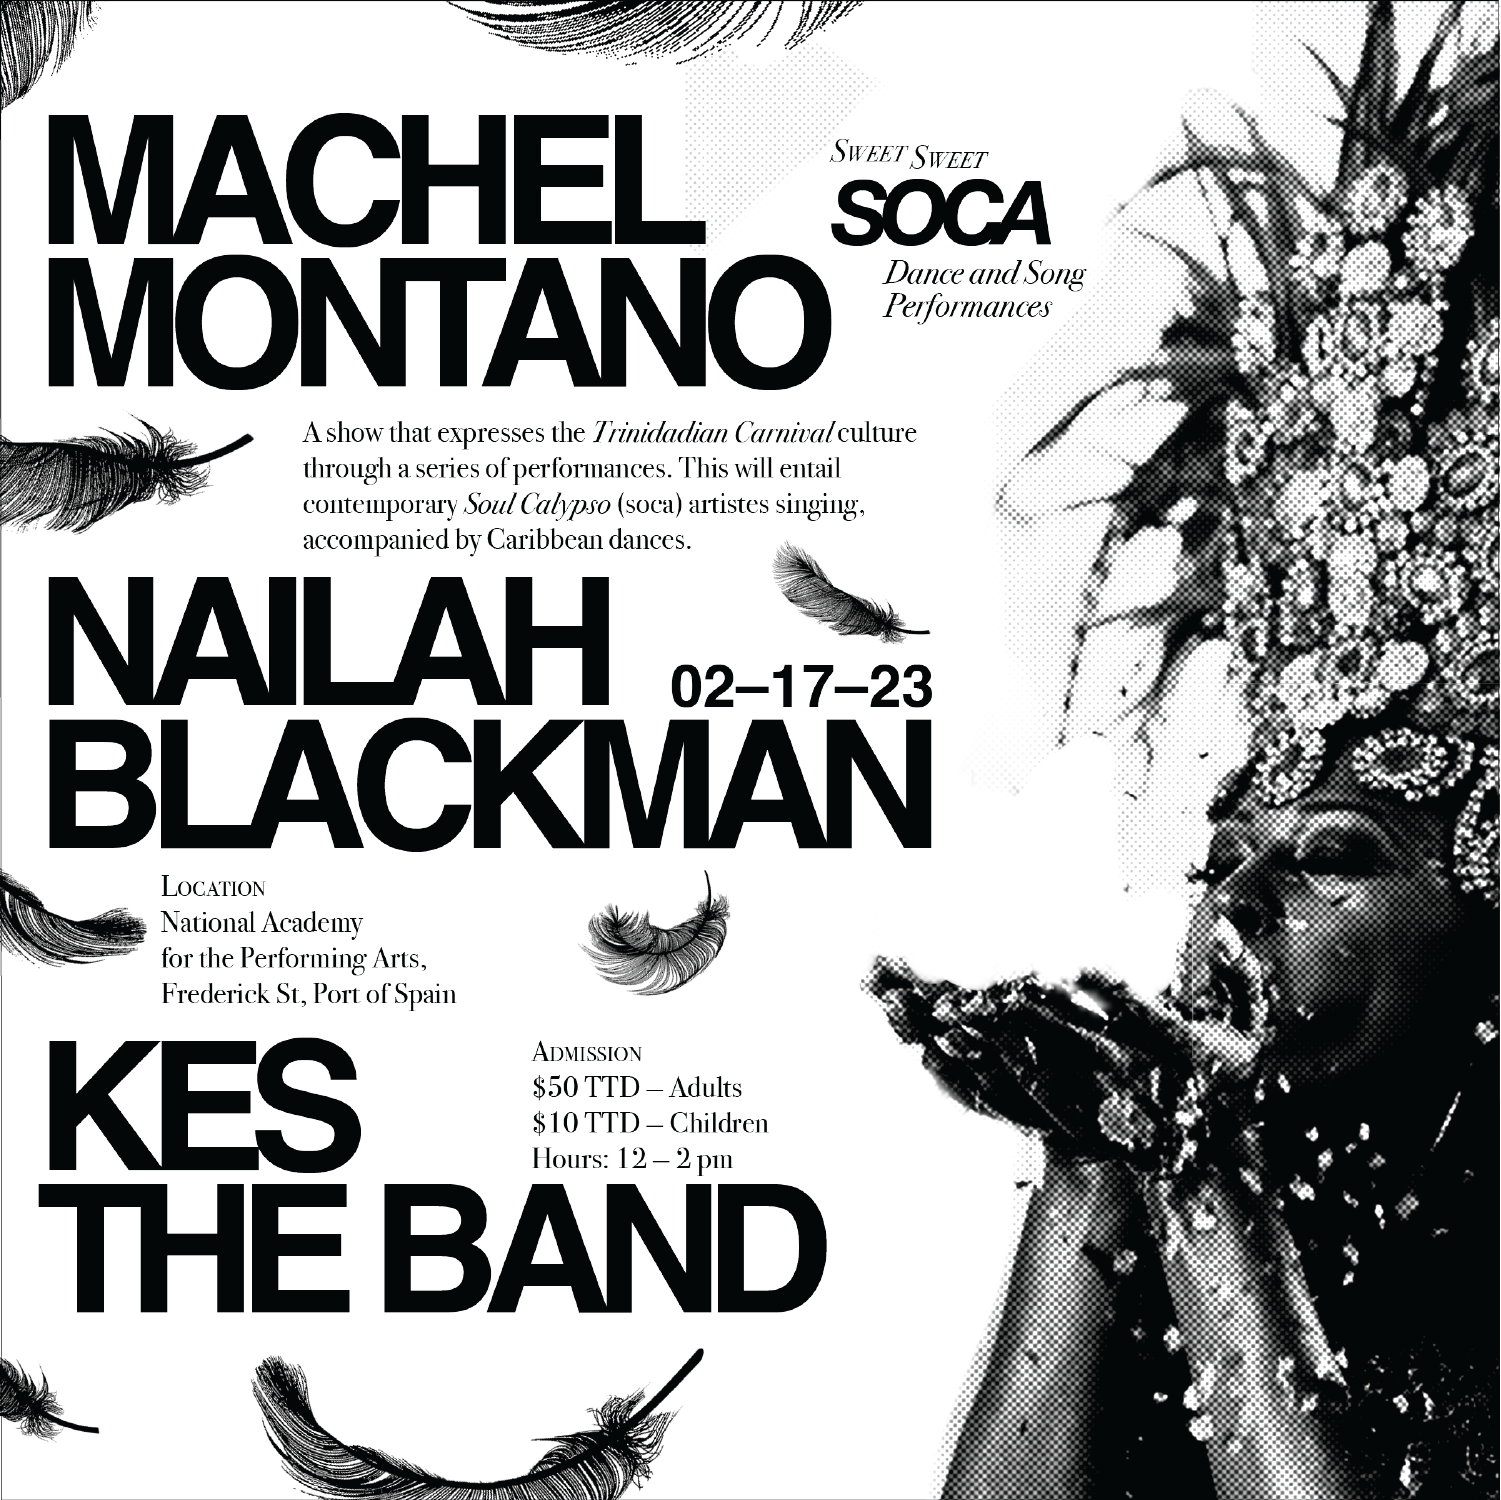 MACHEL
MONTANO
SWEET SWEET
SOCA
Dance and Song
Performances
A show that expresses the Trinidadian Carnival culture
through a series of performances. This will entail
contemporary Soul Calypso (soca) artistes singing,
accompanied by Caribbean dances.
NAILAH
02–17–23
BLACKMAN
LOCATION
National Academy
for the Performing Arts,
Frederick St, Port of Spain
KES
ADMISSION
$50 TTD – Adults
$10 TTD – Children
Hours: 12 – 2 pm
THE BAND